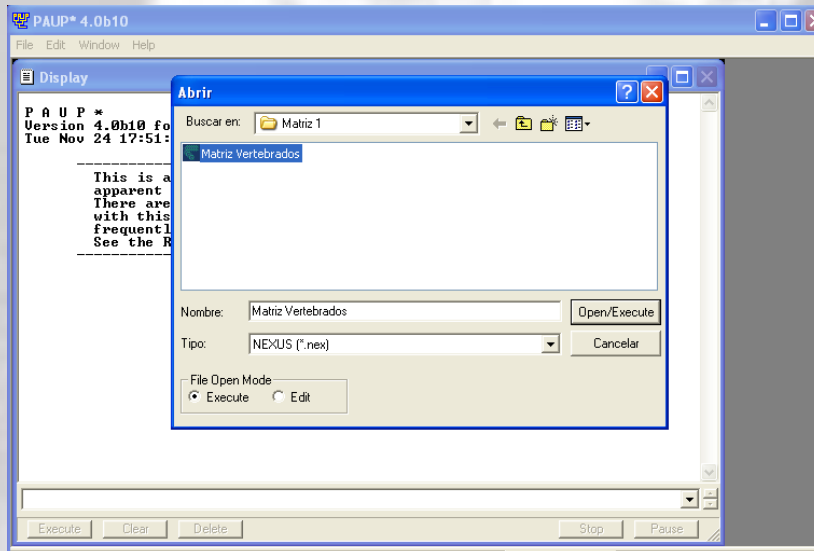 PAUP* 4.0b10
File Edit Window Help
Display
P A U P *
Version 4.0b10 fo
Tue Nov 24 17:51:
This is a
apparent
There are
with this
frequentl
See the R
Abrir
Buscar en: Matriz 1
Matriz Vertebrados
Nombre: Matriz Vertebrados Open/Execute
Tipo: NEXUS (*.nex) Cancelar
File Open Mode
Execute Edit
Execute Clear Delete Stop Pause